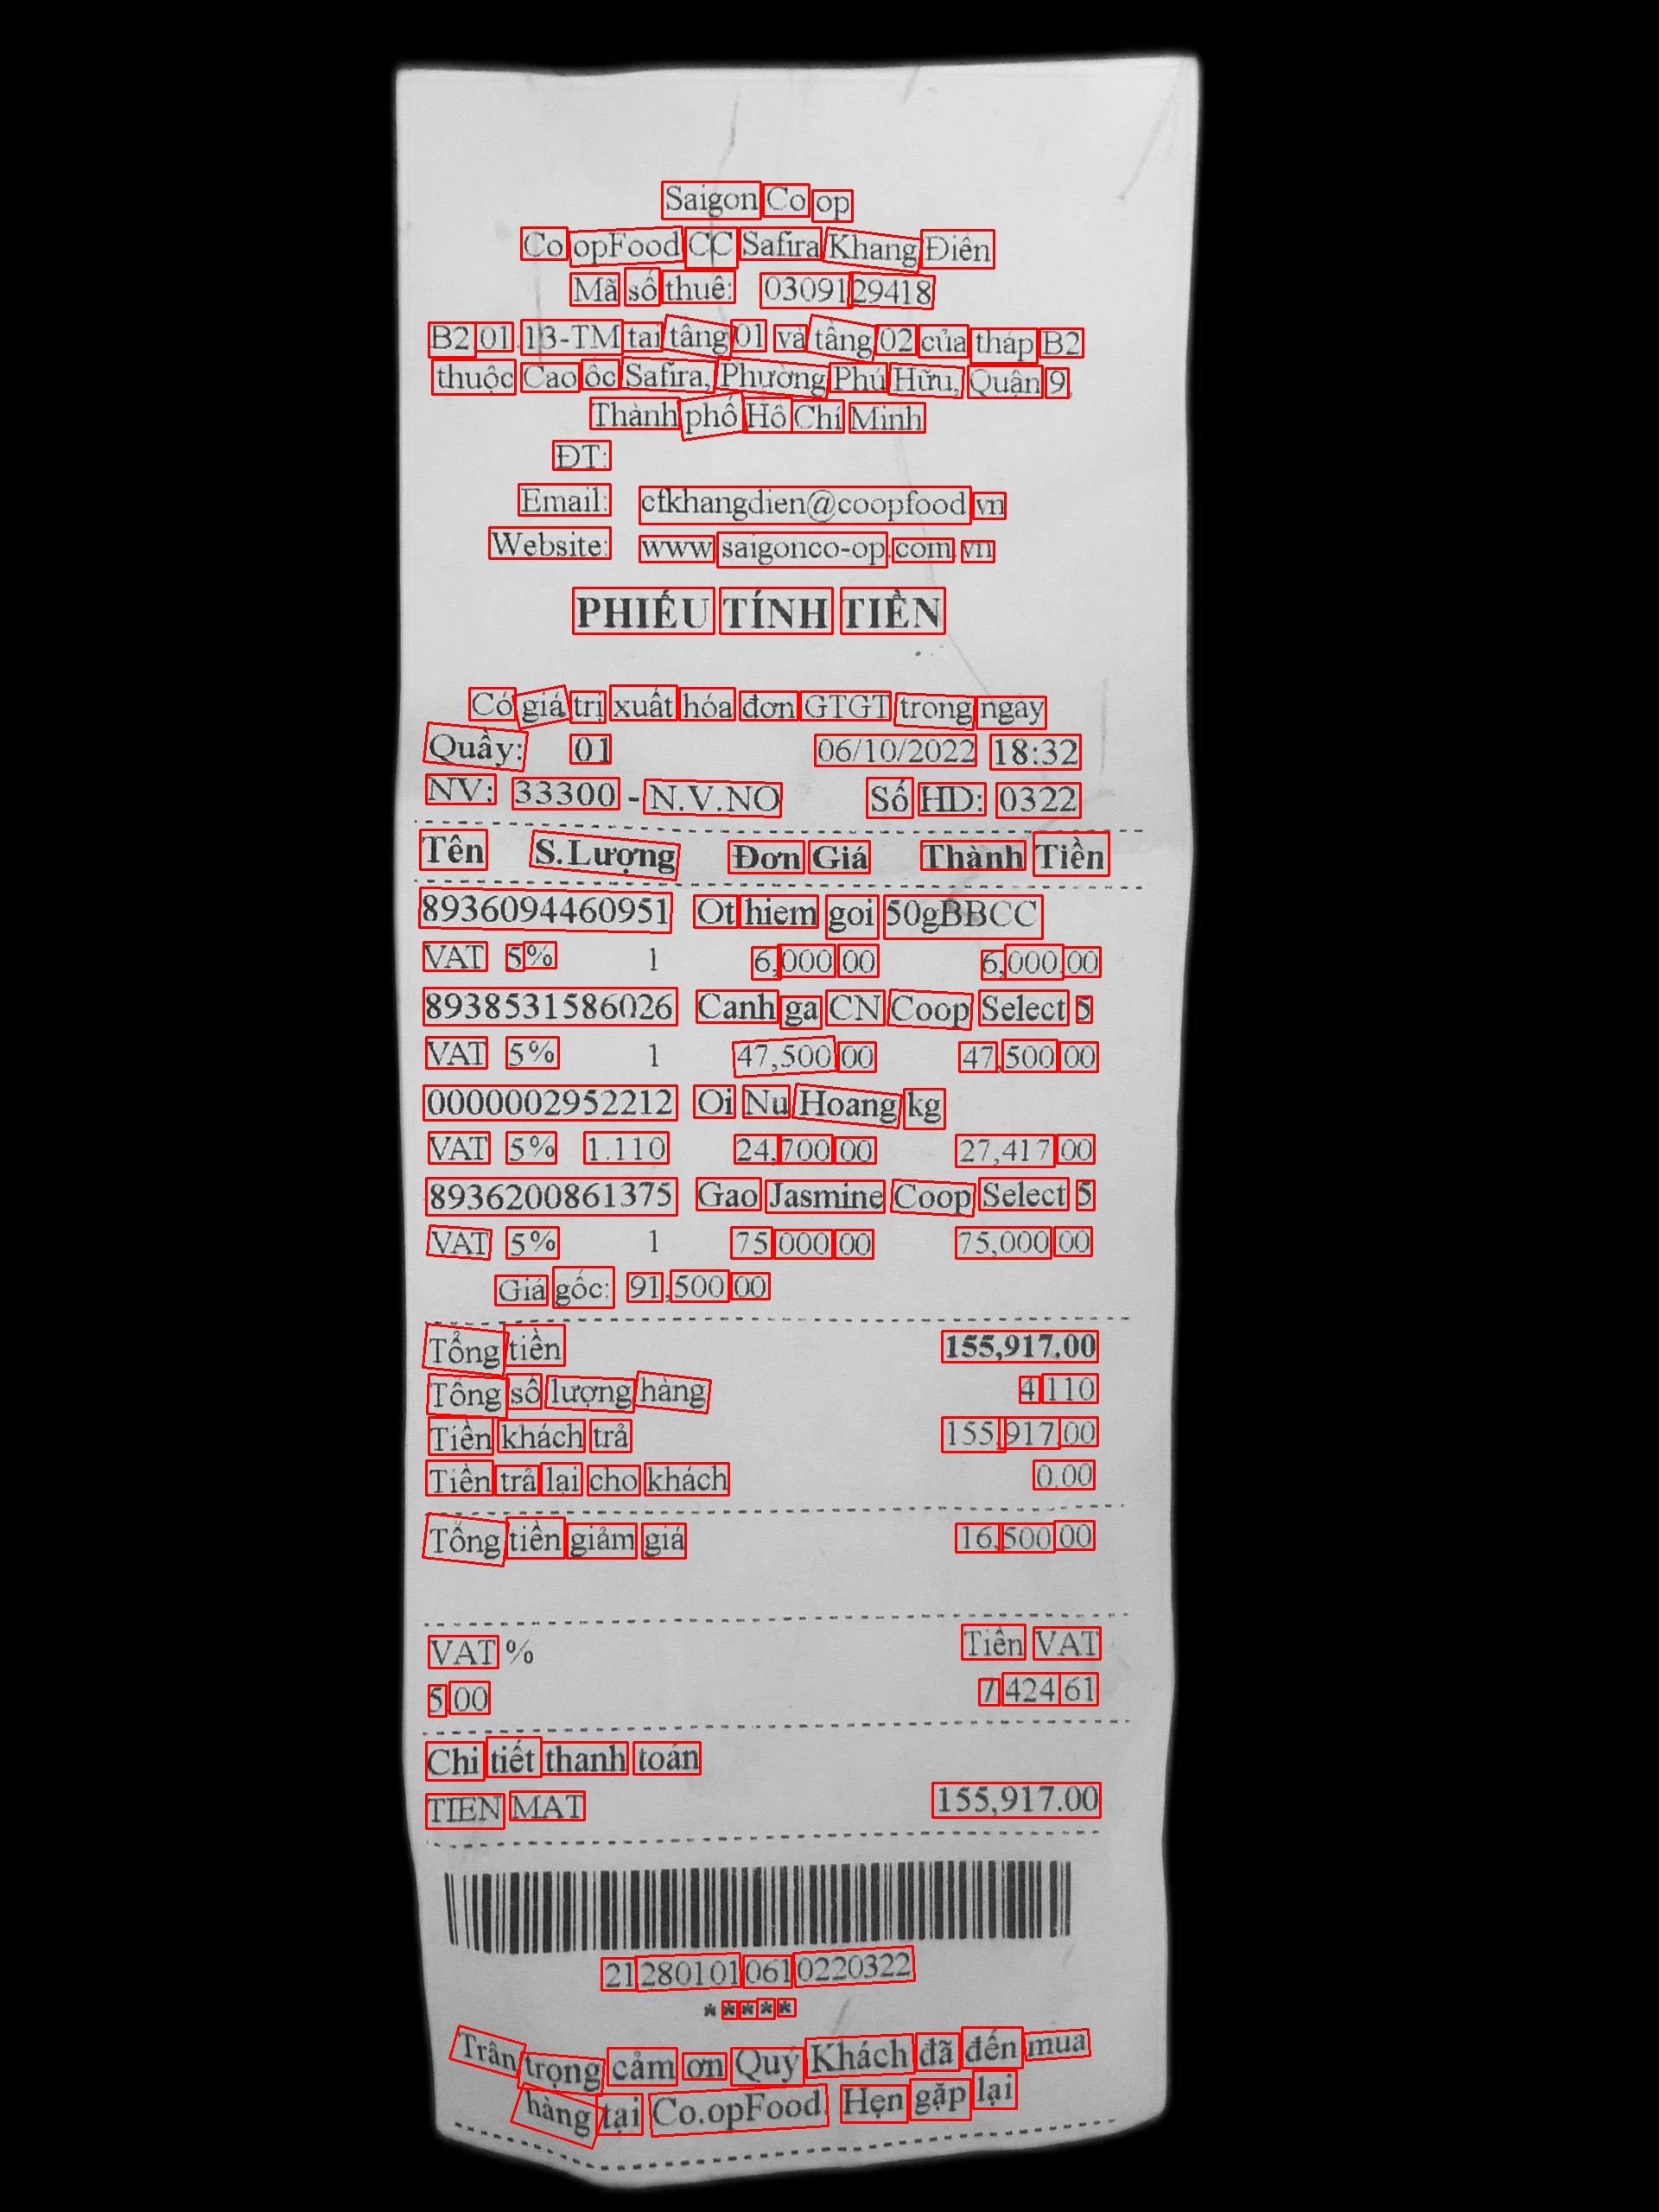 Saigon Co.op
Co.opFood CC Safira Khang Điền
Mã số thuế: 0309129418
B2.01.13-TM tại tầng 01 và tầng 02 của tháp B2
thuộc Cao ốc Safira, Phường Phú Hữu, Quận 9,
Thành phố Hồ Chí Minh
ĐT:
Email: cfkhangdien@coopfood.vn
Website: www.saigonco-op.com.vn
PHIẾU TÍNH TIỀN
Có giá trị xuất hóa đơn GTGT trong ngày
Quầy: 01 06/10/2022 18:32
NV: 33300 - N.V.NO Số HD: 0322
Tên S.Lượng Đơn Giá Thành Tiền
8936094460951 Ot hiem goi 50gBBCC
VAT 5% 1 6,000.00 6,000.00
8938531586026 Canh ga CN Coop Select 5
VAT 5% 1 47,500.00 47,500.00
0000002952212 Oi Nu Hoang kg
VAT 5% 1.110 24,700.00 27,417.00
8936200861375 Gao Jasmine Coop Select 5
VAT 5% 1 75,000.00 75,000.00
Giá gốc: 91,500.00
Tổng tiền 155,917.00
Tổng số lượng hàng 4.110
Tiền khách trả 155,917.00
Tiền trả lại cho khách 0.00
Tổng tiền giảm giá 16,500.00
VAT % Tiền VAT
5.00 7,424.61
Chi tiết thanh toán
TIEN MAT 155,917.00
212801010610220322
*****
Trân trọng cảm ơn Quý Khách đã đến mua
hàng tại Co.opFood. Hẹn gặp lại